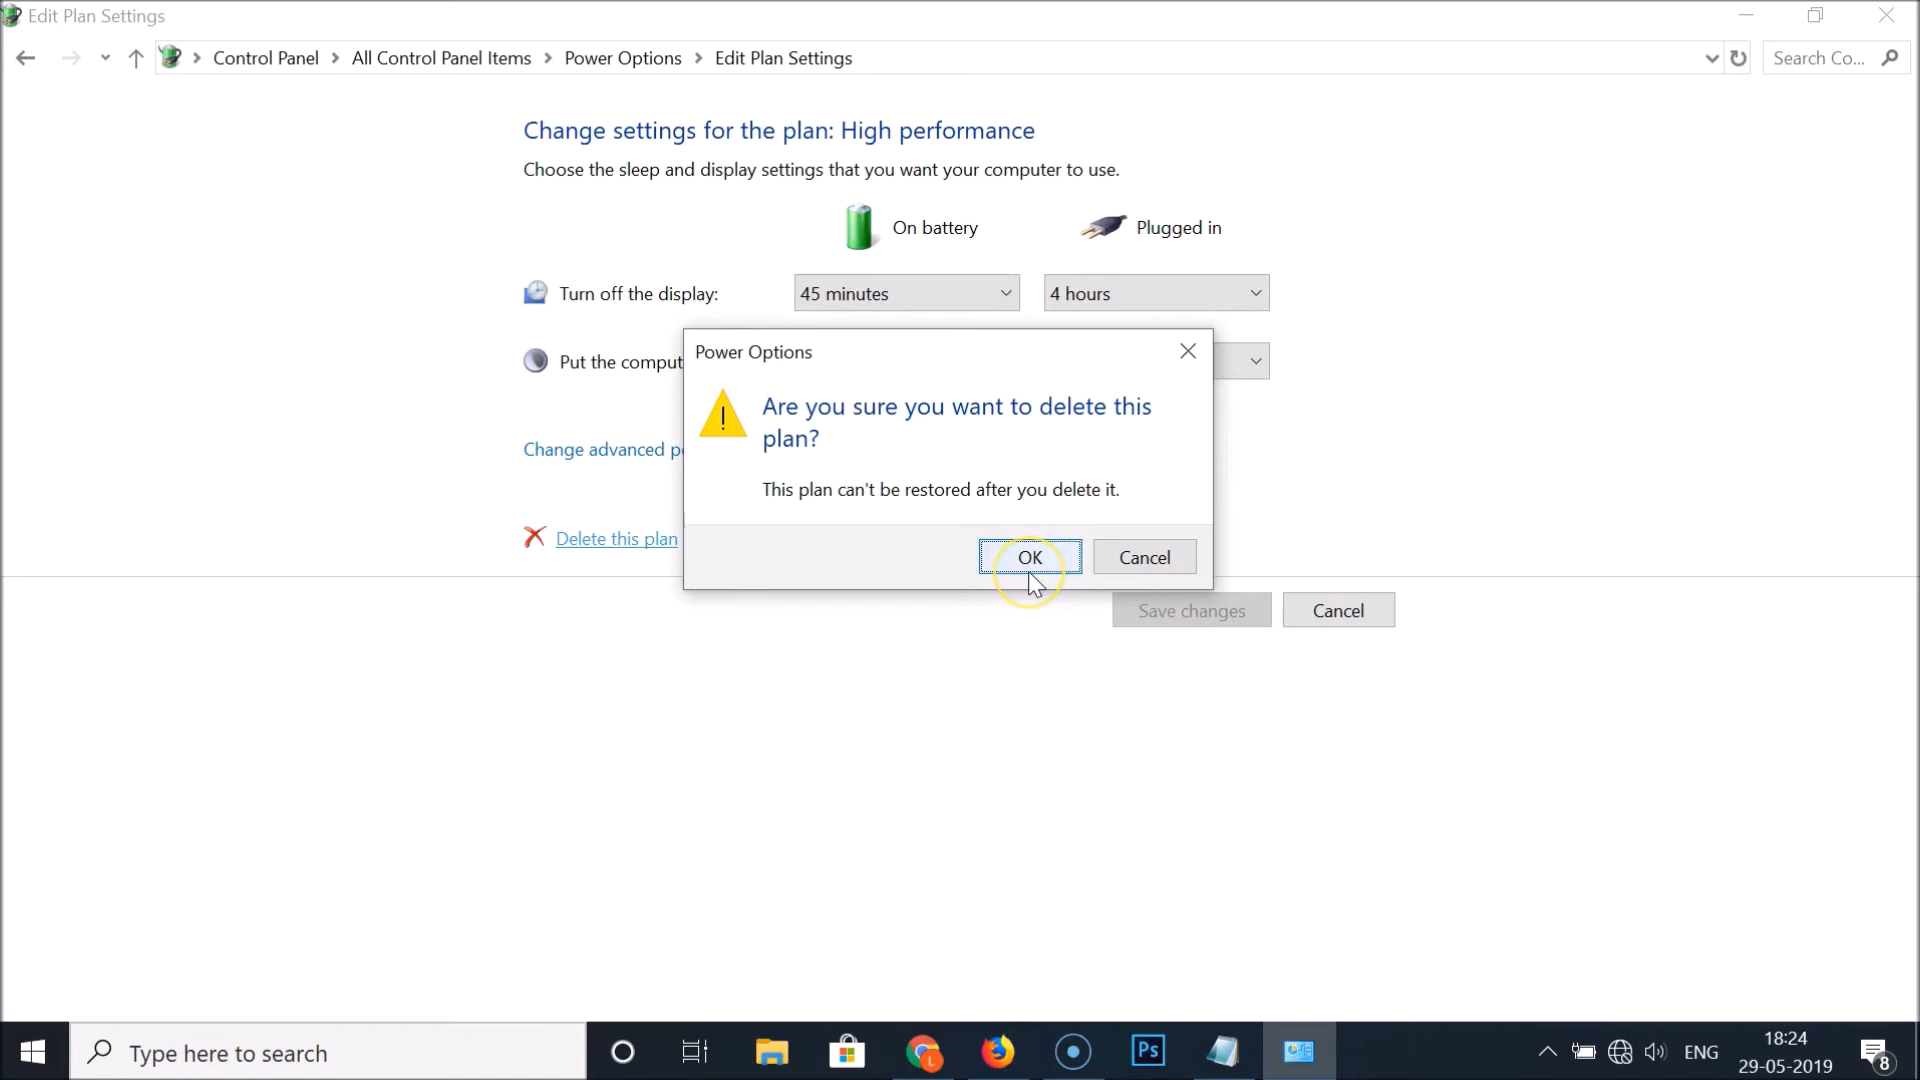 Edit Plan Settings
Control Panel > All Control Panel Items > Power Options > Edit Plan Settings
Search Co...
Change settings for the plan: High performance
Choose the sleep and display settings that you want your computer to use.
On battery
Plugged in
Turn off the display:
45 minutes
4 hours
Put the comput
Power Options
Are you sure you want to delete this
plan?
This plan can't be restored after you delete it.
OK
Cancel
Change advanced p
Delete this plan
Save changes
Cancel
Type here to search
Ps
ENG
18:24
29-05-2019
8